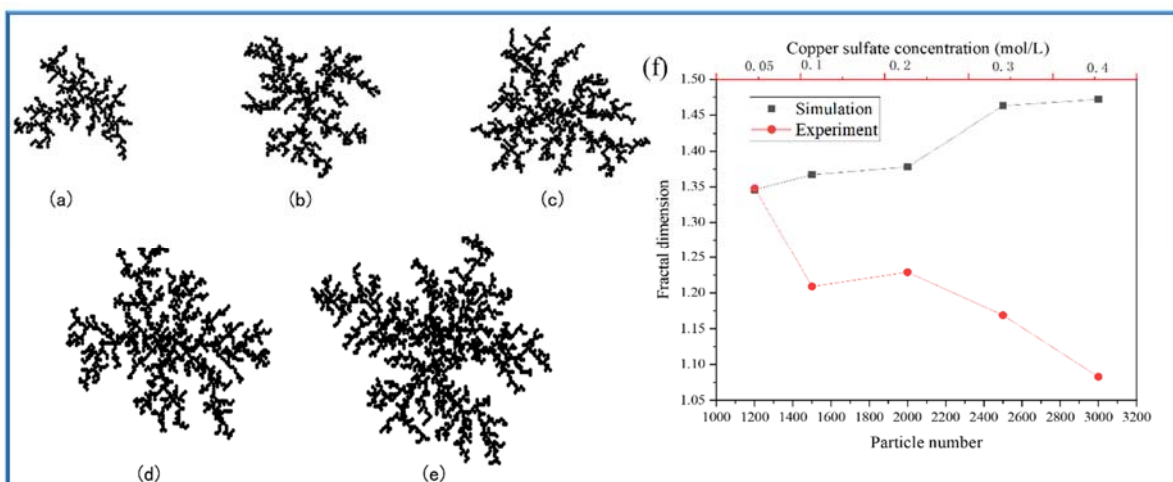 (a)
(b)
(c)
(d)
(e)
(f)
Copper sulfate concentration (mol/L)
0.05 0.1 0.2 0.3 0.4
Simulation
Experiment
Fractal dimension
1.50
1.45
1.40
1.35
1.30
1.25
1.20
1.15
1.10
1.05
1000 1200 1400 1600 1800 2000 2200 2400 2600 2800 3000 3200
Particle number